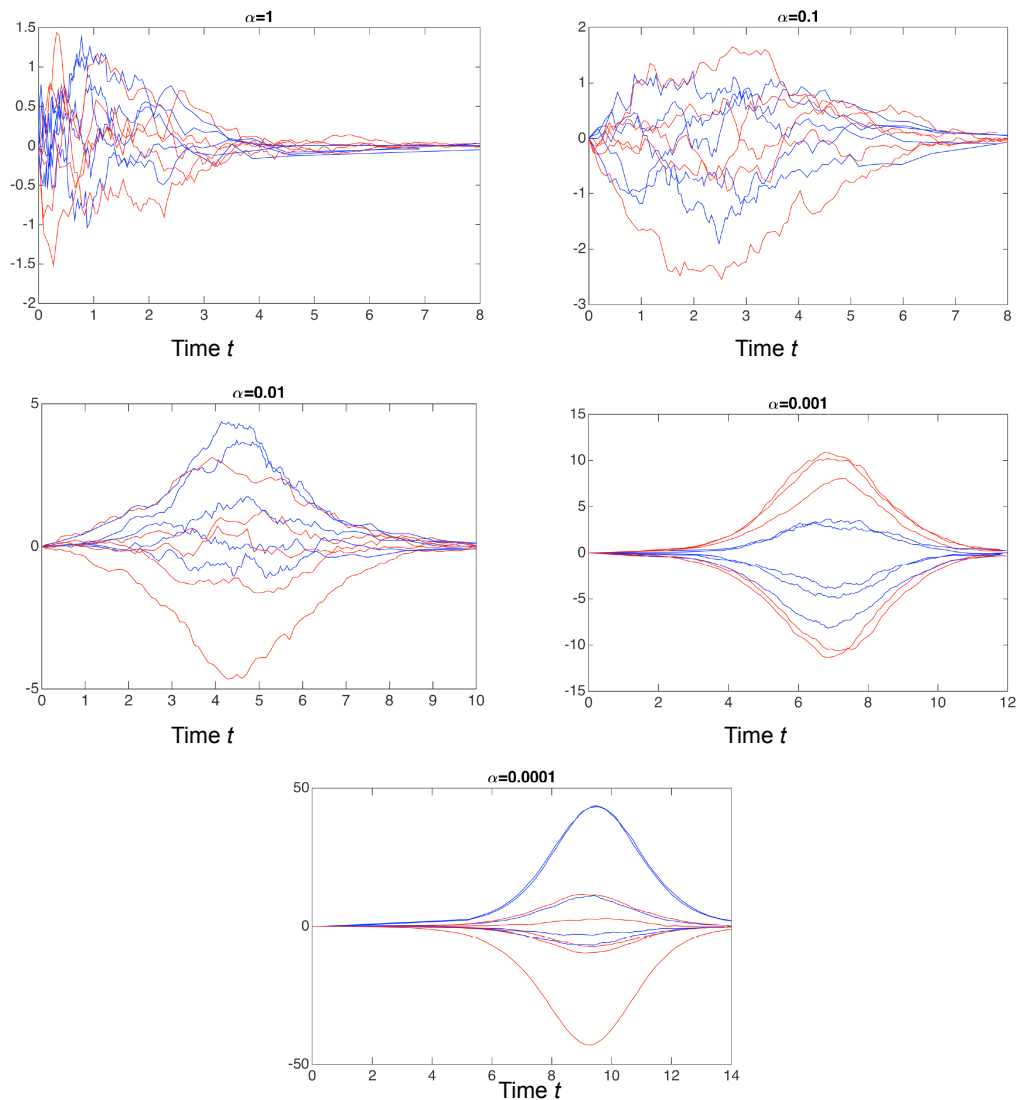 α=1
1.5
1
0.5
0
-0.5
-1
-1.5
-2
0 1 2 3 4 5 6 7 8
Time t
α=0.1
2
1
0
-1
-2
-3
0 1 2 3 4 5 6 7 8
Time t
α=0.01
5
0
-5
0 1 2 3 4 5 6 7 8 9 10
Time t
α=0.001
15
10
5
0
-5
-10
-15
0 2 4 6 8 10 12
Time t
α=0.0001
50
0
-50
0 2 4 6 8 10 14
Time t